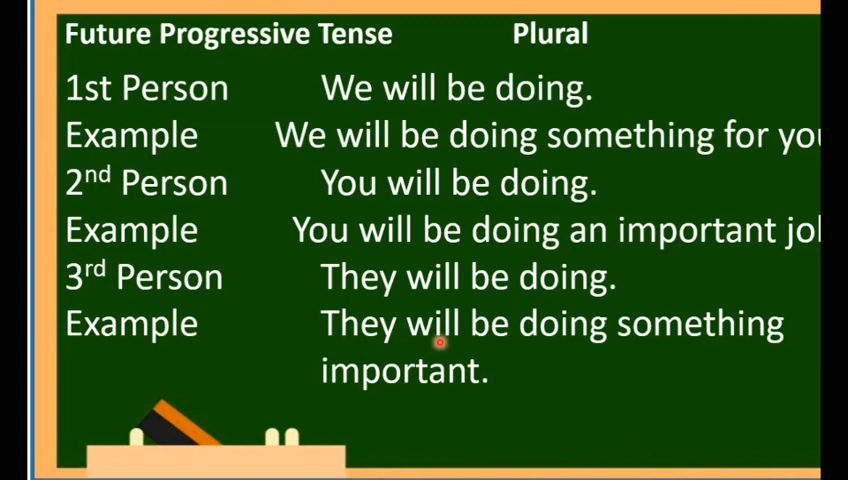 Future Progressive Tense Plural
1st Person We will be doing.
Example We will be doing something for you
2nd Person You will be doing.
Example You will be doing an important
3rd Person They will be doing.
Example They will be doing something
important.